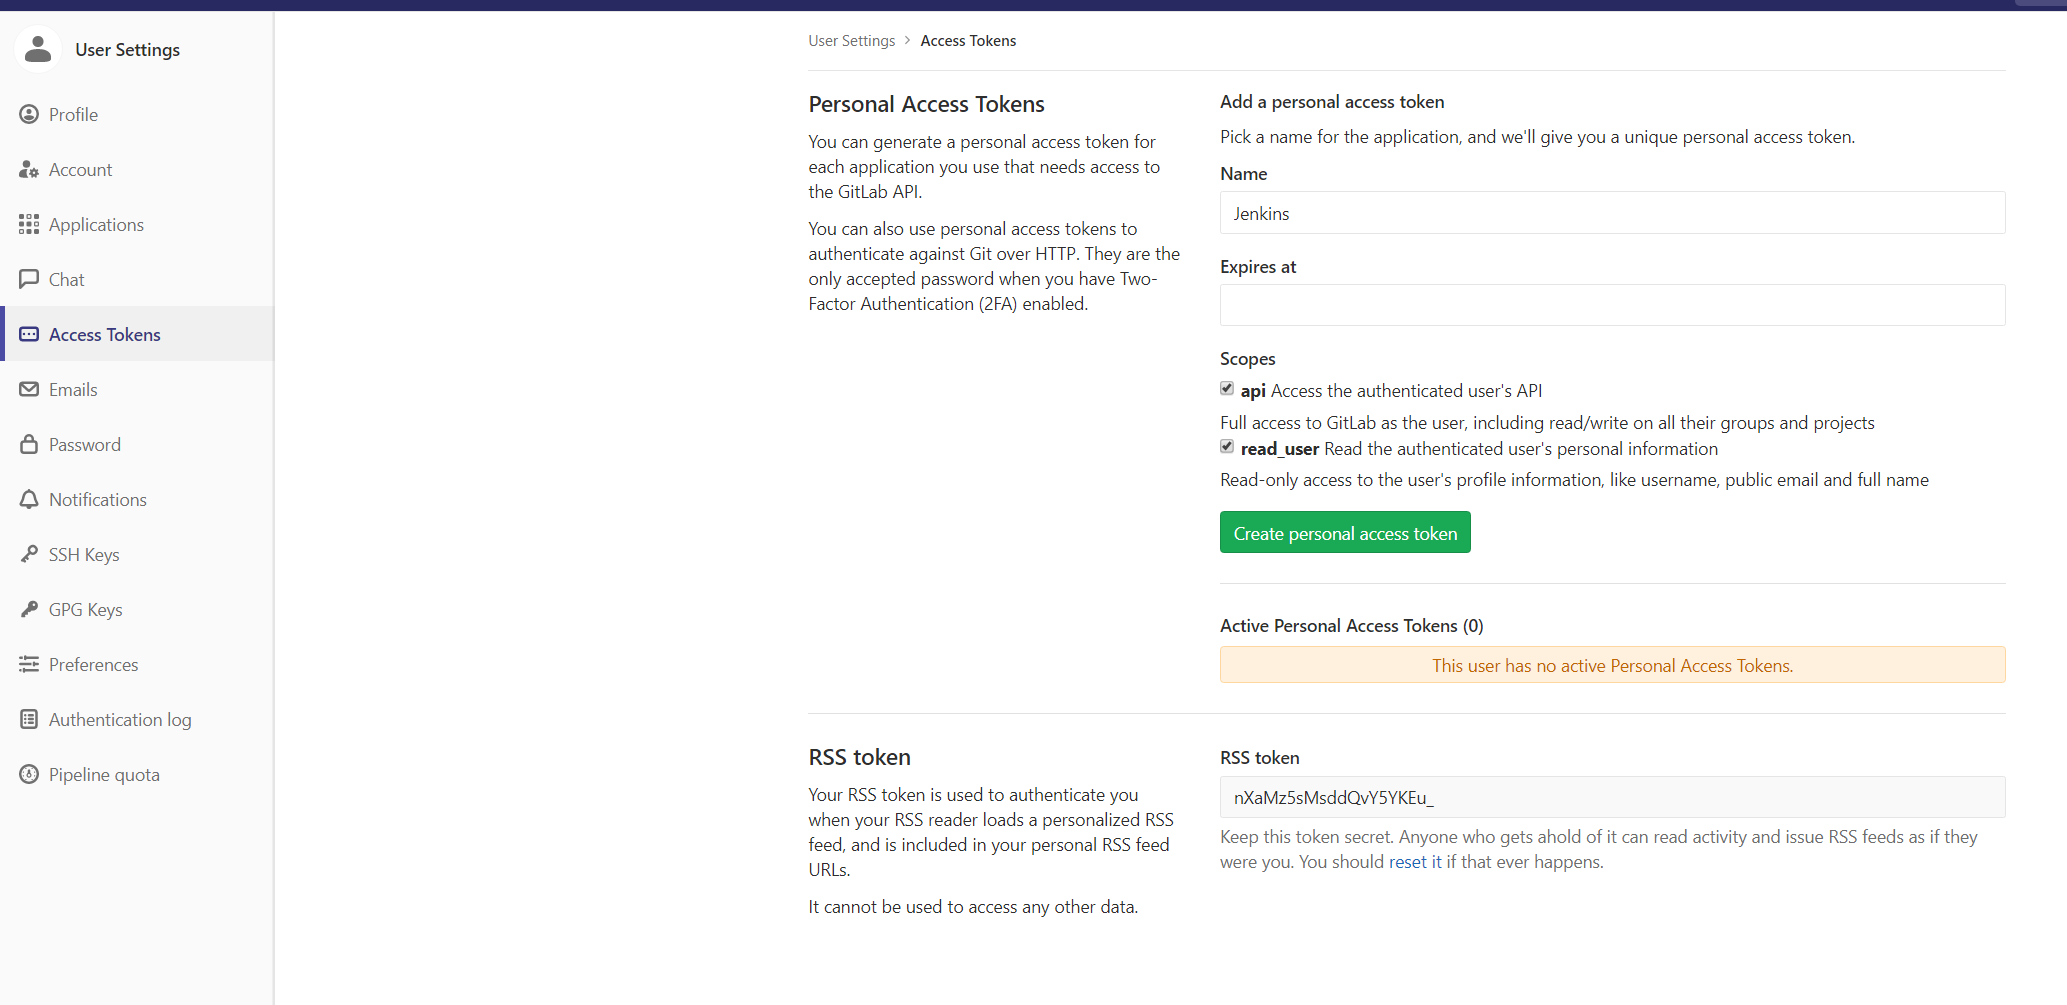 User Settings
Profile
Account
Applications
Chat
Access Tokens
Emails
Password
Notifications
SSH Keys
GPG Keys
Preferences
Authentication log
Pipeline quota
User Settings > Access Tokens
Personal Access Tokens
You can generate a personal access token for
each application you use that needs access to
the GitLab API.
You can also use personal access tokens to
authenticate against Git over HTTP. They are the
only accepted password when you have Two-
Factor Authentication (2FA) enabled.
Add a personal access token
Pick a name for the application, and we'll give you a unique personal access token.
Name
Jenkins
Expires at
Scopes
api Access the authenticated user's API
Full access to GitLab as the user, including read/write on all their groups and projects
read_user Read the authenticated user's personal information
Read-only access to the user's profile information, like username, public email and full name
Create personal access token
Active Personal Access Tokens (0)
This user has no active Personal Access Tokens.
RSS token
Your RSS token is used to authenticate you
when your RSS reader loads a personalized RSS
feed, and is included in your personal RSS feed
URLs.
It cannot be used to access any other data.
RSS token
nXaMz5sMsddQvY5YKEu_
Keep this token secret. Anyone who gets ahold of it can read activity and issue RSS feeds as if they
were you. You should reset it if that ever happens.